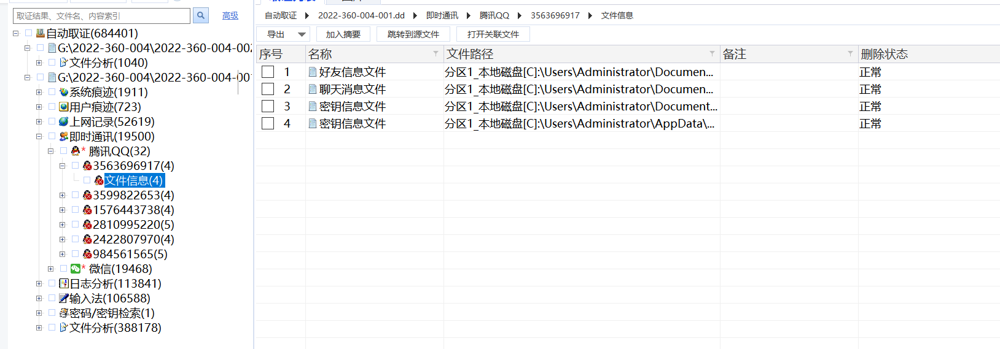 取证结果、文件名、内容索引
高级
自动取证(684401)
G:\2022-360-004\2022-360-004-002
文件分析(1040)
G:\2022-360-004\2022-360-004-001
系统痕迹(1911)
用户痕迹(723)
上网记录(52619)
即时通讯(19500)
* 腾讯QQ(32)
3563696917(4)
文件信息(4)
3599822653(4)
1576443738(4)
2810995220(5)
2422807970(4)
984561565(5)
* 微信(19468)
日志分析(113841)
输入法(106588)
密码/密钥检索(1)
文件分析(388178)
自动取证 2022-360-004-001.dd 即时通讯 腾讯QQ 3563696917 文件信息
导出 加入摘要 跳转到源文件 打开关联文件
序号 名称 文件路径 备注 删除状态
1 好友信息文件 分区1_本地磁盘[C]:\Users\Administrator\Documen... 正常
2 聊天消息文件 分区1_本地磁盘[C]:\Users\Administrator\Documen... 正常
3 密钥信息文件 分区1_本地磁盘[C]:\Users\Administrator\Document... 正常
4 密钥信息文件 分区1_本地磁盘[C]:\Users\Administrator\AppData\... 正常